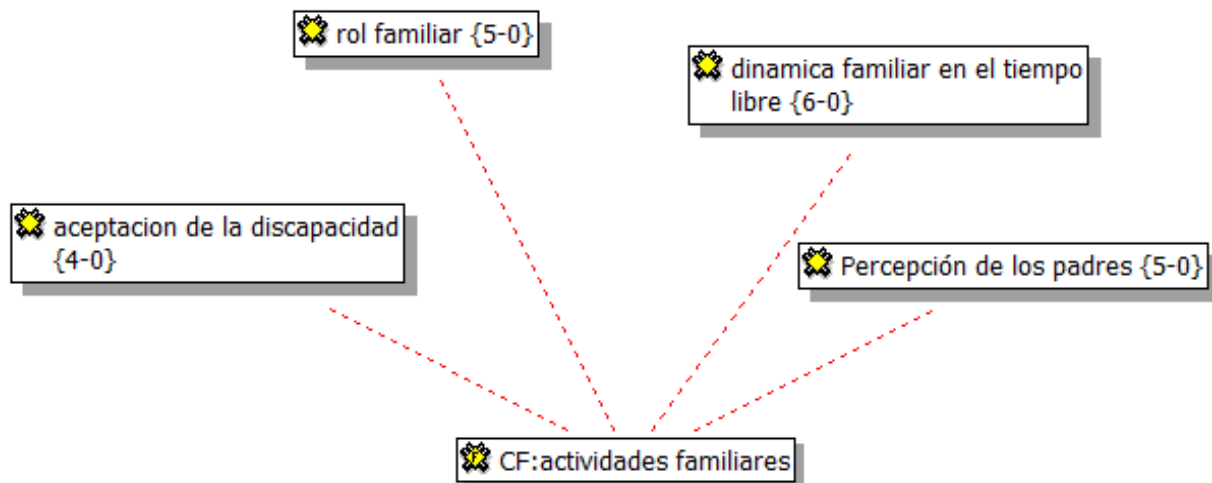 rol familiar {5-0}
dinamica familiar en el tiempo
libre {6-0}
aceptacion de la discapacidad
{4-0}
Percepción de los padres {5-0}
CF:actividades familiares